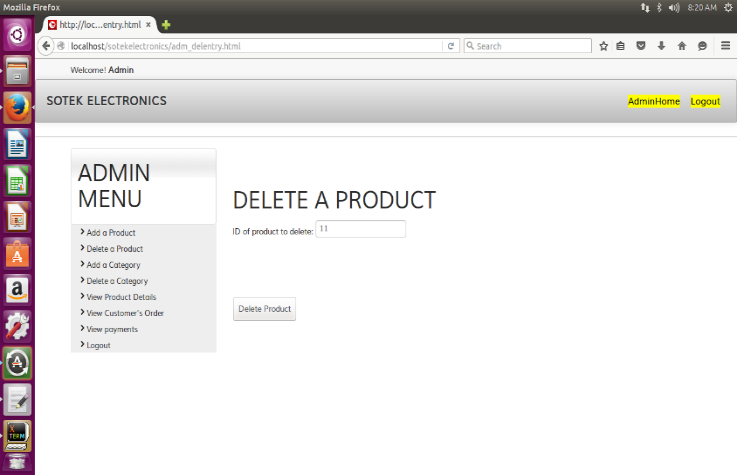 Mozilla Firefox
8:20 AM
http://loc...entry.html
localhost/sotekelectronics/adm_delentry.html
Search
Welcome! Admin
SOTEK ELECTRONICS
AdminHome Logout
ADMIN
MENU
Add a Product
Delete a Product
Add a Category
Delete a Category
View Product Details
View Customer's Order
View payments
Logout
DELETE A PRODUCT
ID of product to delete: 11
Delete Product
a
TERM